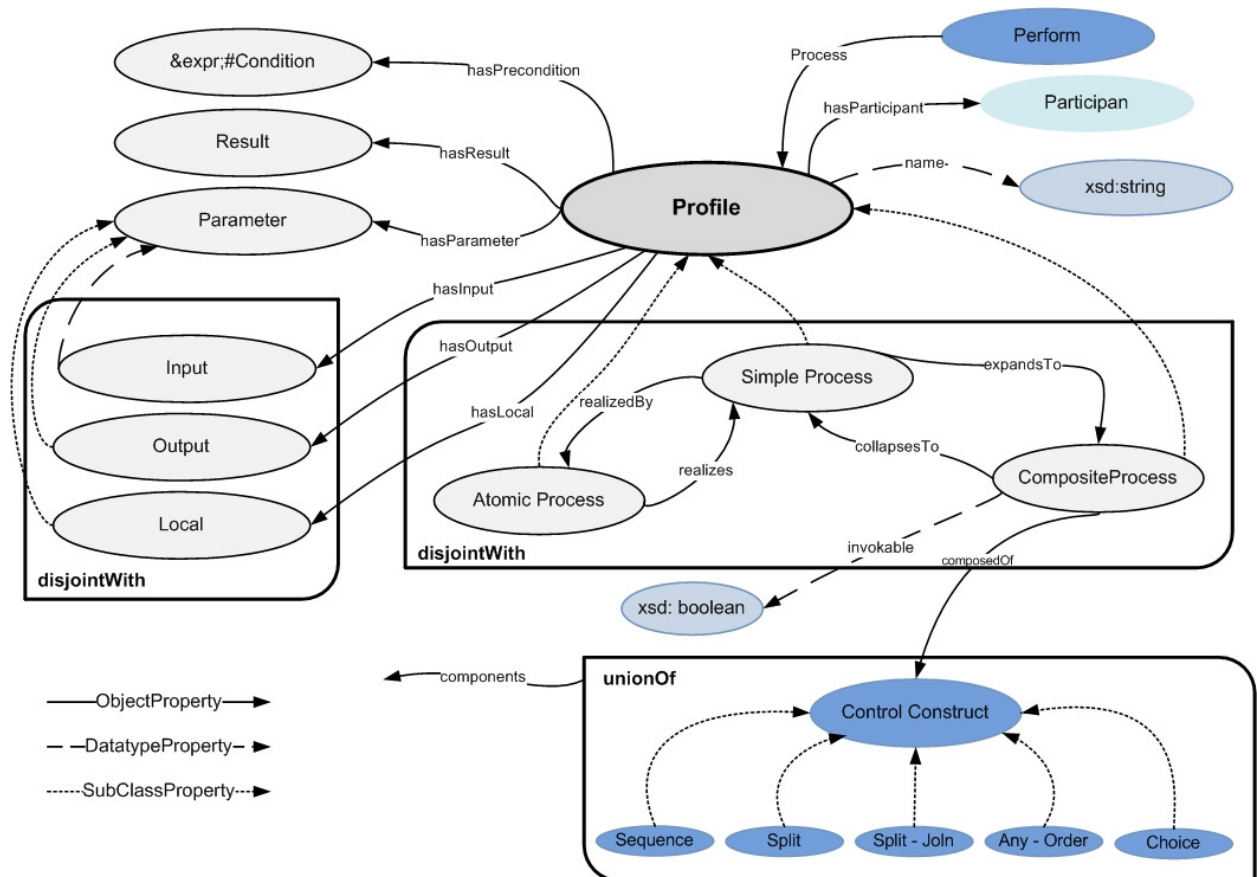 Perform
&expr;#Condition
Process
hasPrecondition
hasParticipant
Participan
Result
hasResult
name-
xsd:string
Profile
Parameter
hasParameter
hasInput
hasOutput
hasLocal
Input
Output
Local
disjointWith
Simple Process
expandsTo
realizedBy
collapsesTo
realizes
Atomic Process
CompositeProcess
invokable
disjointWith
composedOf
xsd: boolean
components
unionOf
Control Construct
ObjectProperty
DatatypeProperty
SubClassProperty
Sequence
Split
Split - JoIn
Any - Order
Choice